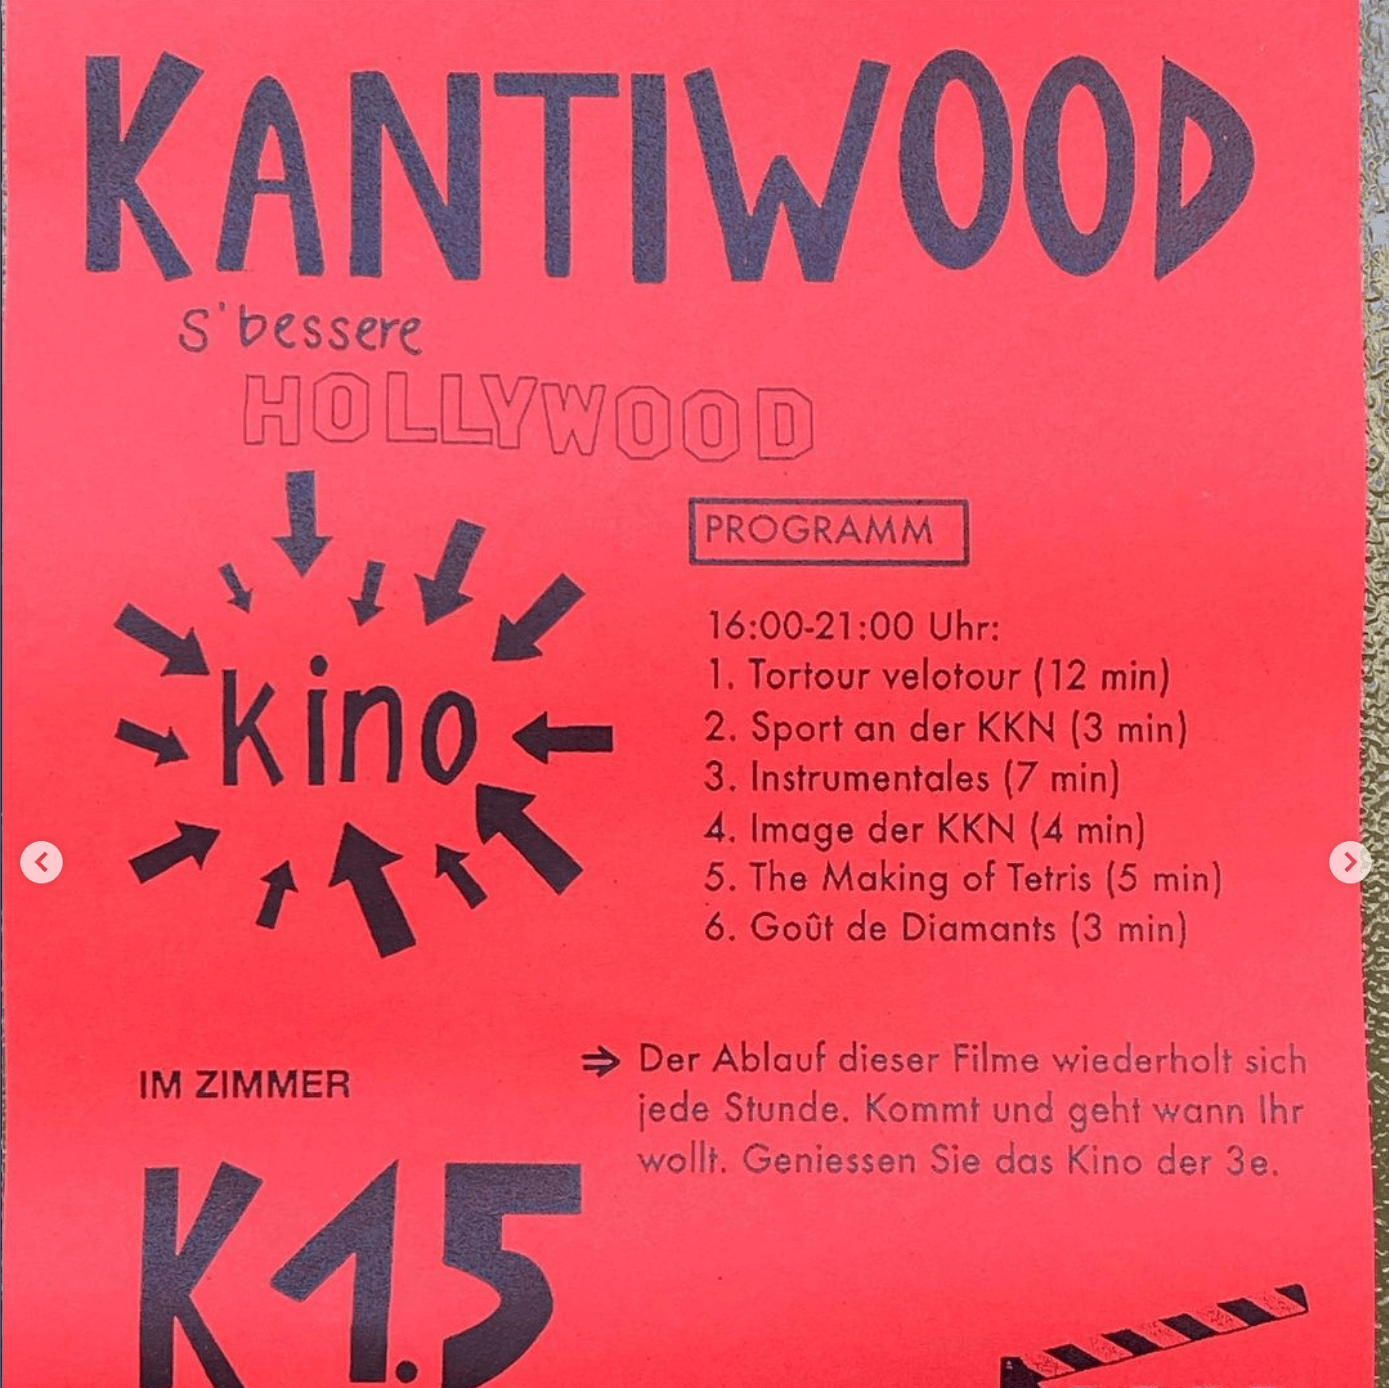 KANTIWOOD
s'bessere
HOLLYWOOD
PROGRAMM
kino
16:00-21:00 Uhr:
1. Tortour velotour (12 min)
2. Sport an der KKN (3 min)
3. Instrumentales (7 min)
4. Image der KKN (4 min)
5. The Making of Tetris (5 min)
6. Goût de Diamants (3 min)
⇒ Der Ablauf dieser Filme wiederholt sich
jede Stunde. Kommt und geht wann Ihr
wollt. Geniessen Sie das Kino der 3e.
IM ZIMMER
K1.5